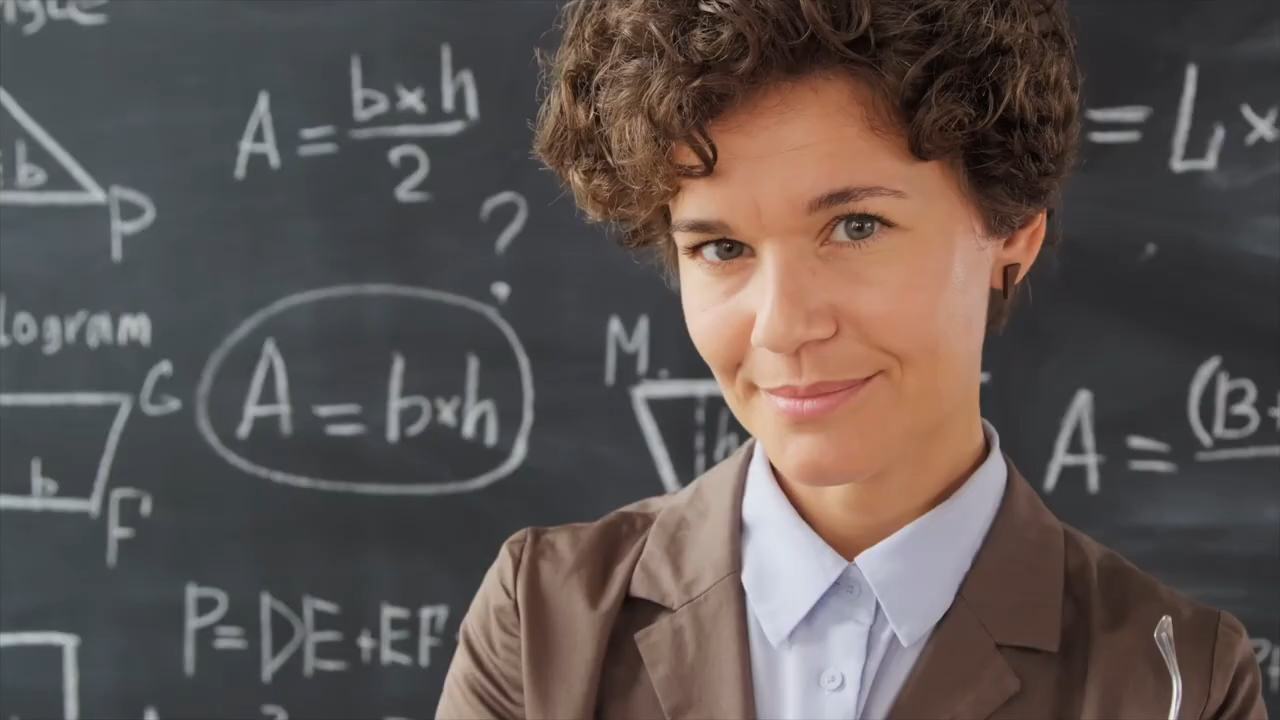 A = b×h
2
b
P
?
logram
M.
G
A = b×h
h
A = (B+
b
F
P = DE+EF
= L ×